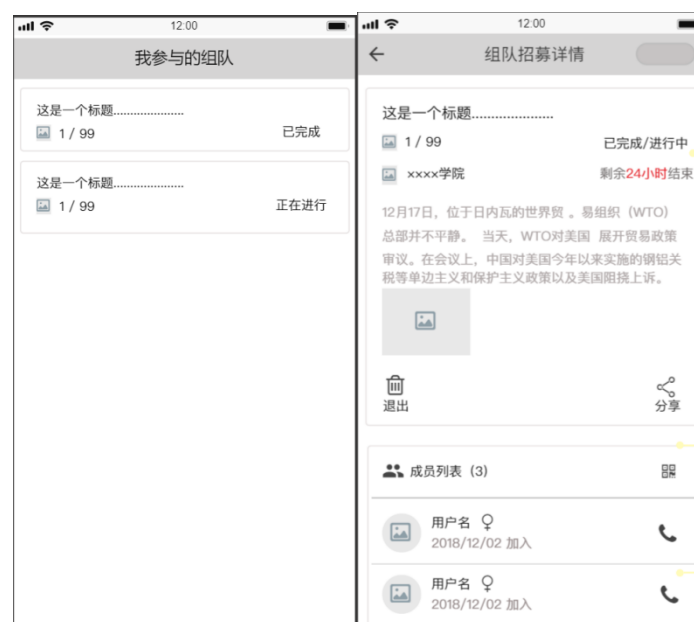 12:00
我参与的组队
这是一个标题.....................
1 / 99
已完成
这是一个标题.....................
1 / 99
正在进行
12:00
组队招募详情
这是一个标题.....................
1 / 99
已完成/进行中
xxxx学院
剩余24小时结束
12月17日，位于日内瓦的世界贸 。易组织（WTO）
总部并不平静。 当天，WTO对美国 展开贸易政策
审议。在会议上，中国对美国今年以来实施的钢铝关
税等单边主义和保护主义政策以及美国阻挠上诉。
退出
分享
成员列表（3）
用户名
2018/12/02 加入
用户名
2018/12/02 加入